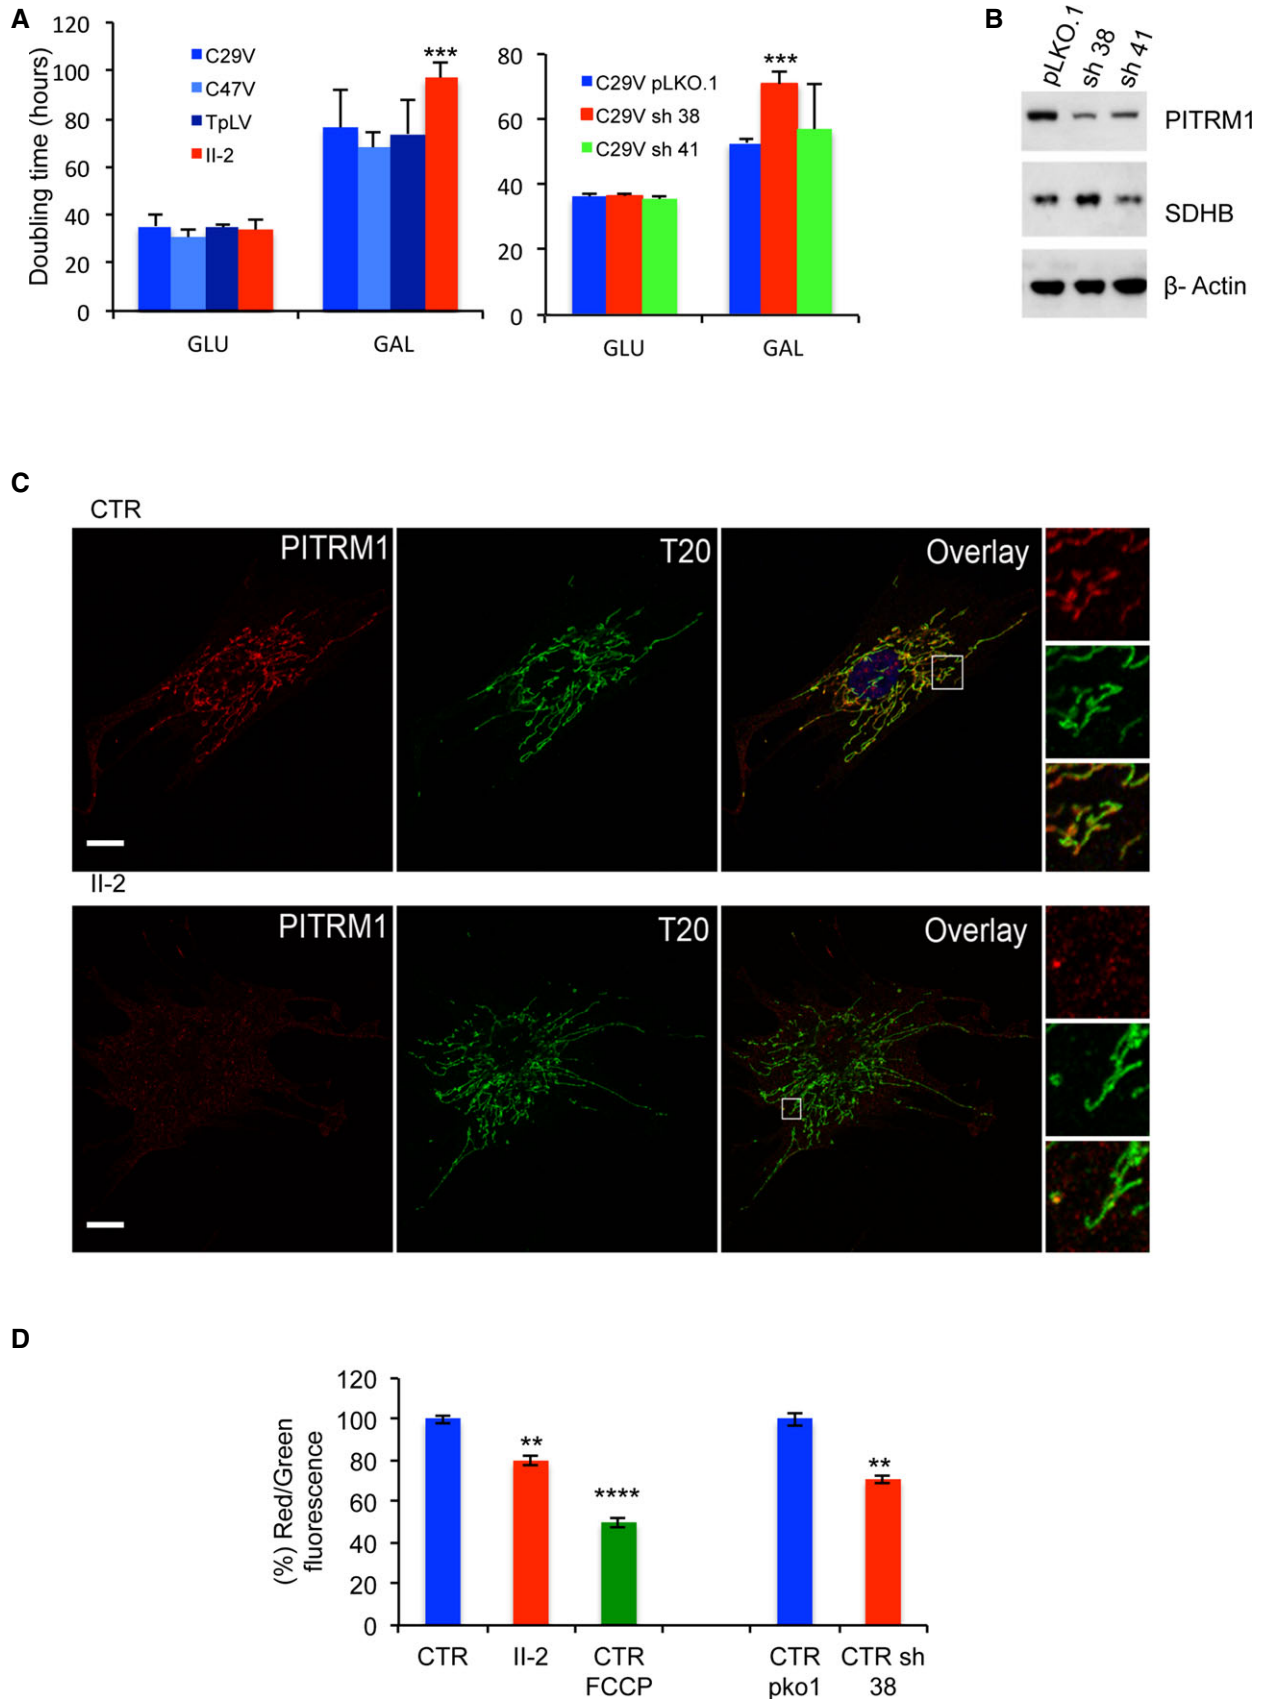 A
Doubling time (hours)
120
100
80
60
40
20
0
C29V
C47V
TpLV
II-2
***
GLU
GAL
80
60
40
20
0
C29V pLKO.1
C29V sh 38
C29V sh 41
***
GLU
GAL
B
pLKO.1
sh 38
sh 41
PITRM1
SDHB
β- Actin
C
CTR
PITRM1
T20
Overlay
II-2
PITRM1
T20
Overlay
D
(%) Red/Green
fluorescence
120
100
80
60
40
20
0
**
****
**
CTR
II-2
CTR
FCCP
CTR
pko1
CTR sh
38